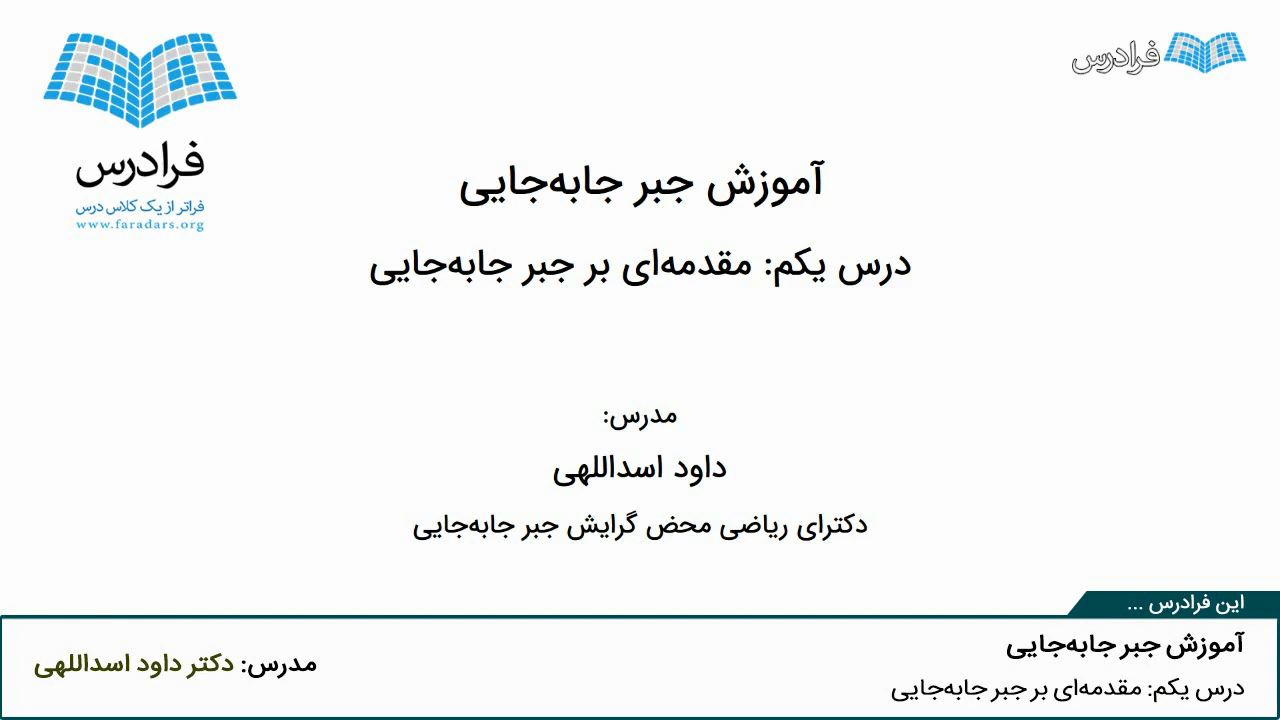 فرادرس
فرادرس
فراتر از یک کلاس درس
www.faradars.org
آموزش جبر جابه‌جایی
درس یکم: مقدمه‌ای بر جبر جابه‌جایی
مدرس:
داود اسداللهی
دکترای ریاضی محض گرایش جبر جابه‌جایی
این فرادرس ...
آموزش جبر جابه‌جایی
درس یکم: مقدمه‌ای بر جبر جابه‌جایی
مدرس: دکتر داود اسداللهی